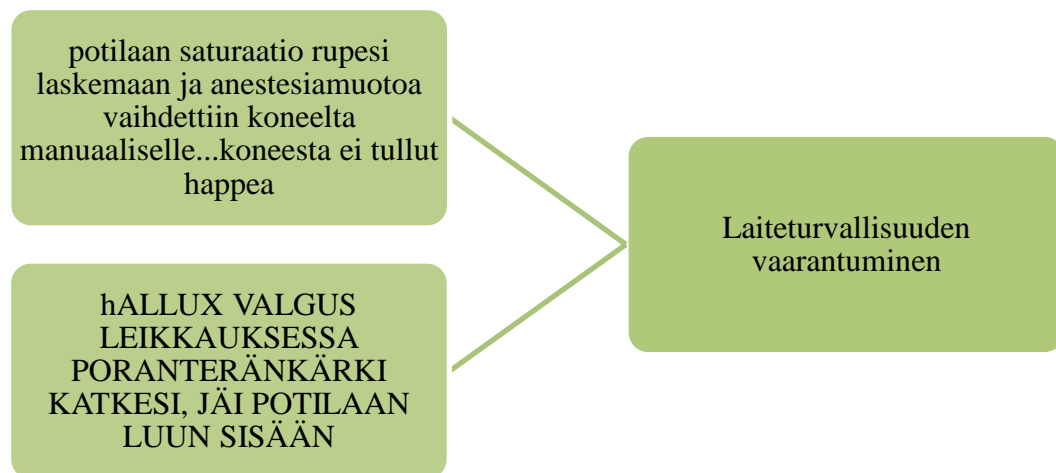 potilaan saturaatio rupesi
laskemaan ja anestesiamuotoa
vaihdettiin koneelta
manuaaliselle...koneesta ei tullut
happea
hALLUX VALGUS
LEIKKAUKSESSA
PORANTERÄNKÄRKI
KATKESI, JÄI POTILAAN
LUUN SISÄÄN
Laiteturvallisuuden
vaarantuminen